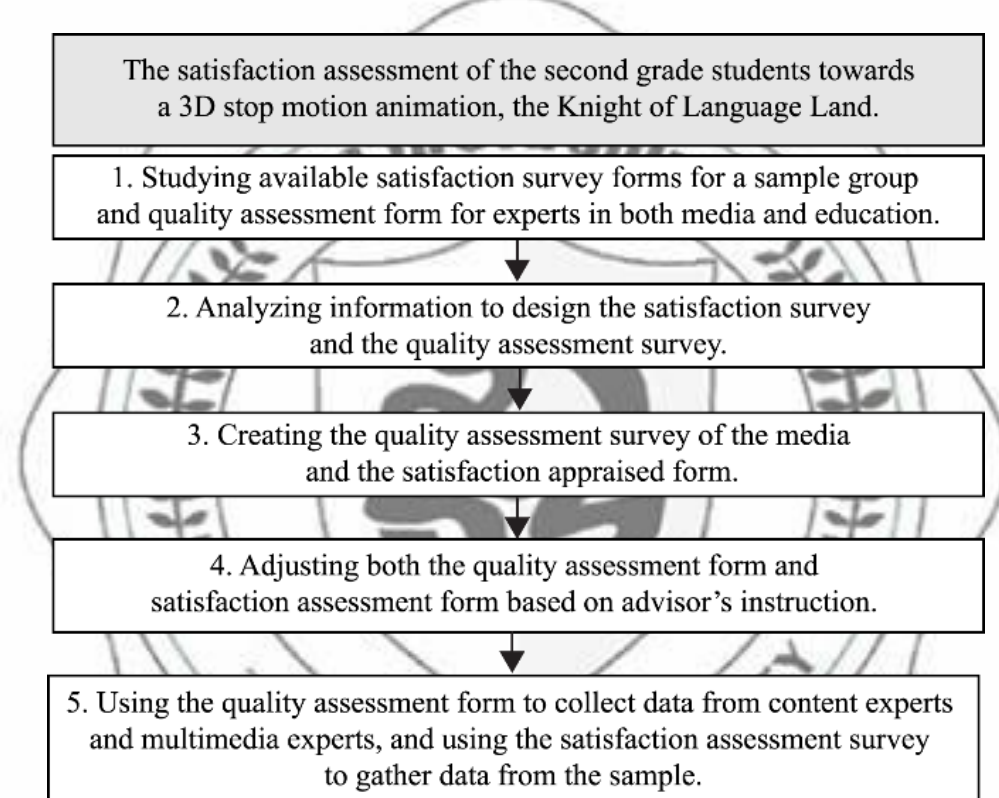 The satisfaction assessment of the second grade students towards
a 3D stop motion animation, the Knight of Language Land.
1. Studying available satisfaction survey forms for a sample group
and quality assessment form for experts in both media and education.
2. Analyzing information to design the satisfaction survey
and the quality assessment survey.
3. Creating the quality assessment survey of the media
and the satisfaction appraised form.
4. Adjusting both the quality assessment form and
satisfaction assessment form based on advisor’s instruction.
5. Using the quality assessment form to collect data from content experts
and multimedia experts, and using the satisfaction assessment survey
to gather data from the sample.